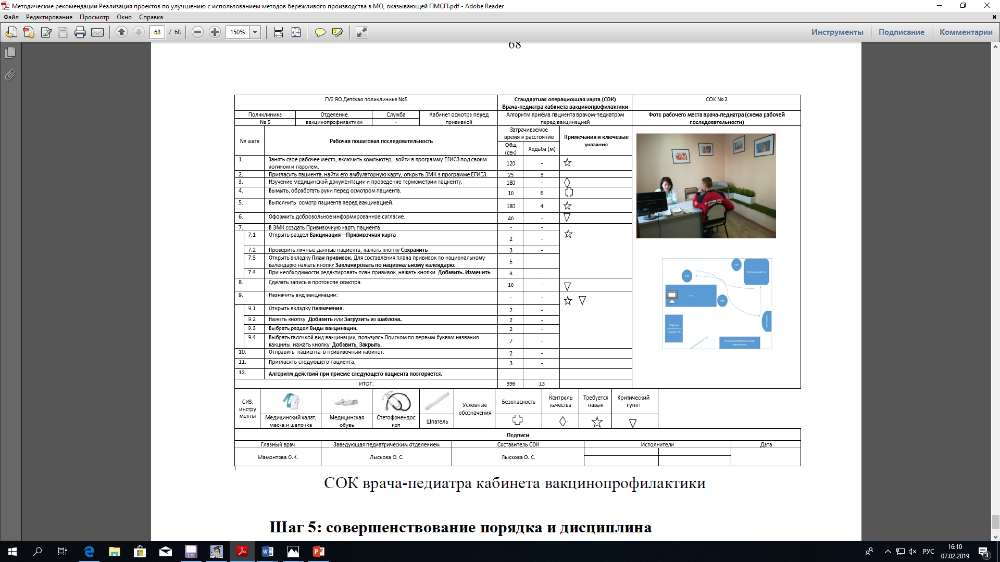 Методические рекомендации Реализация проектов по улучшению с использованием методов бережливого производства в МО, оказывающей ПМСП.pdf - Adobe Reader
Файл Редактирование Просмотр Окно Справка
68 / 68 150% Инструменты Подписание Комментарии
68
ГУЗ ЯО Детская поликлиника №5
Стандартная операционная карта (СОК)
Врача-педиатра кабинета вакцинопрофилактики
СОК № 2
Поликлиника
№ 5
Отделение
вакцинопрофилактики
Служба
-
Кабинет осмотра перед
прививкой
Алгоритм приёма пациента врачом-педиатром
перед вакцинацией
Фото рабочего места врача-педиатра (схема рабочей
последовательности)
№ шага
Рабочая пошаговая последовательность
Затрачиваемое
время и расстояние
Общ
(сек)
Ходьба (м)
Примечания и ключевые
указания
1. Занять свое рабочее место, включить компьютер, войти в программу ЕГИСЗ под своим
логином и паролем. 120 -
2. Пригласить пациента, найти его амбулаторную карту, открыть ЭМК в программе ЕГИСЗ. 25 3
3. Изучение медицинской документации и проведение термометрии пациенту. 180 -
4. Вымыть, обработать руки перед осмотром пациента. 10 6
5. Выполнить осмотр пациента перед вакцинацией. 180 4
6. Оформить добровольное информированное согласие. 40 -
7. В ЭМК создать Прививочную карту пациента - -
7.1 Открыть раздел Вакцинация – Прививочная карта 2 -
7.2 Проверить личные данные пациента, нажать кнопку Сохранить 3 -
7.3 Открыть вкладку План прививок. Для составления плана прививок по национальному
календарю нажать кнопку Запланировать по национальному календарю. 5 -
7.4 При необходимости редактировать план прививок, нажать кнопки Добавить, Изменить 3 -
8. Сделать запись в протоколе осмотра. 10 -
9. Назначить вид вакцинации: - -
9.1 Открыть вкладку Назначения. 2 -
9.2 Нажать кнопку Добавить или Загрузить из шаблона. 2 -
9.3 Выбрать раздел Виды вакцинации. 2 -
9.4 Выбрать галочкой вид вакцинации, пользуясь Поиском по первым буквам названия
вакцины, нажать кнопку Добавить, Закрыть. 7 -
10. Отправить пациента в прививочный кабинет. 2 -
11. Пригласить следующего пациента. 3 -
12. Алгоритм действий при приеме следующего пациента повторяется.
ИТОГ: 596 13
СИЗ,
инстру
менты
Медицинский халат,
маска и шапочка
Медицинская
обувь
Стетофонендос
коп
Шпатель
Условные
обозначения
Безопасность
Контроль
качества
Требуется
навык
Критический
пункт
Подписи
Главный врач Заведующая педиатрическим отделением Составитель СОК Исполнители Дата
Мамонтова О.К. Лыскова О. С. Лыскова О. С.
СОК врача-педиатра кабинета вакцинопрофилактики
Шаг 5: совершенствование порядка и дисциплина
РУС
16:10
07.02.2019
3